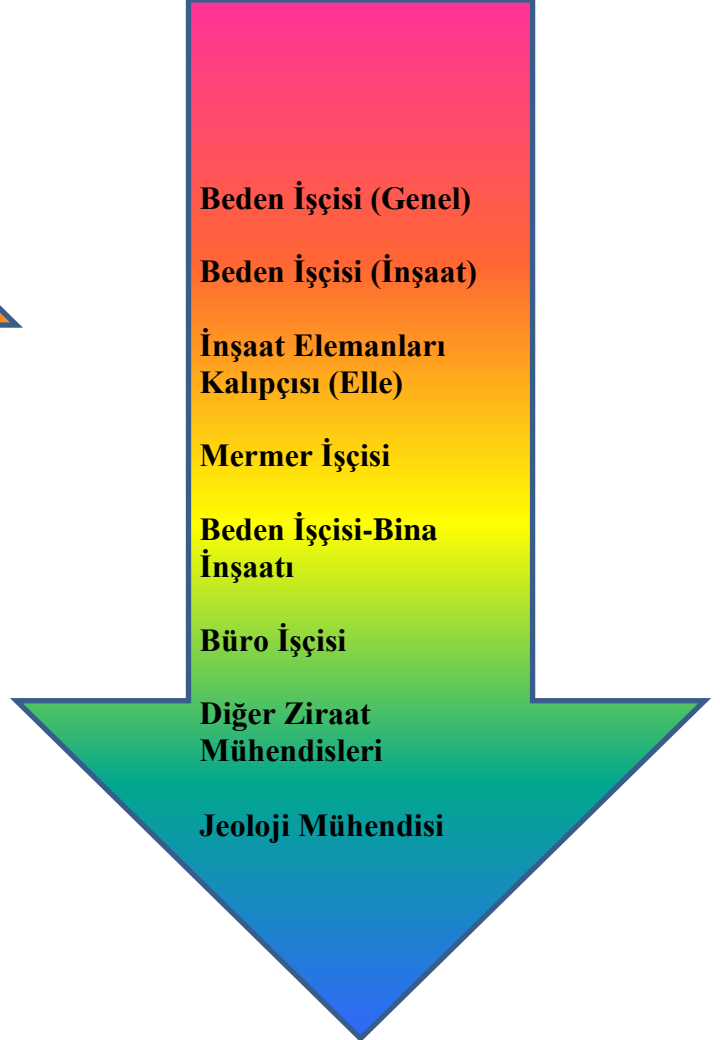 Beden İşçisi (Genel)
Beden İşçisi (İnşaat)
İnşaat Elemanları
Kalıpçısı (Elle)
Mermer İşçisi
Beden İşçisi-Bina
İnşaatı
Büro İşçisi
Diğer Ziraat
Mühendisleri
Jeoloji Mühendisi